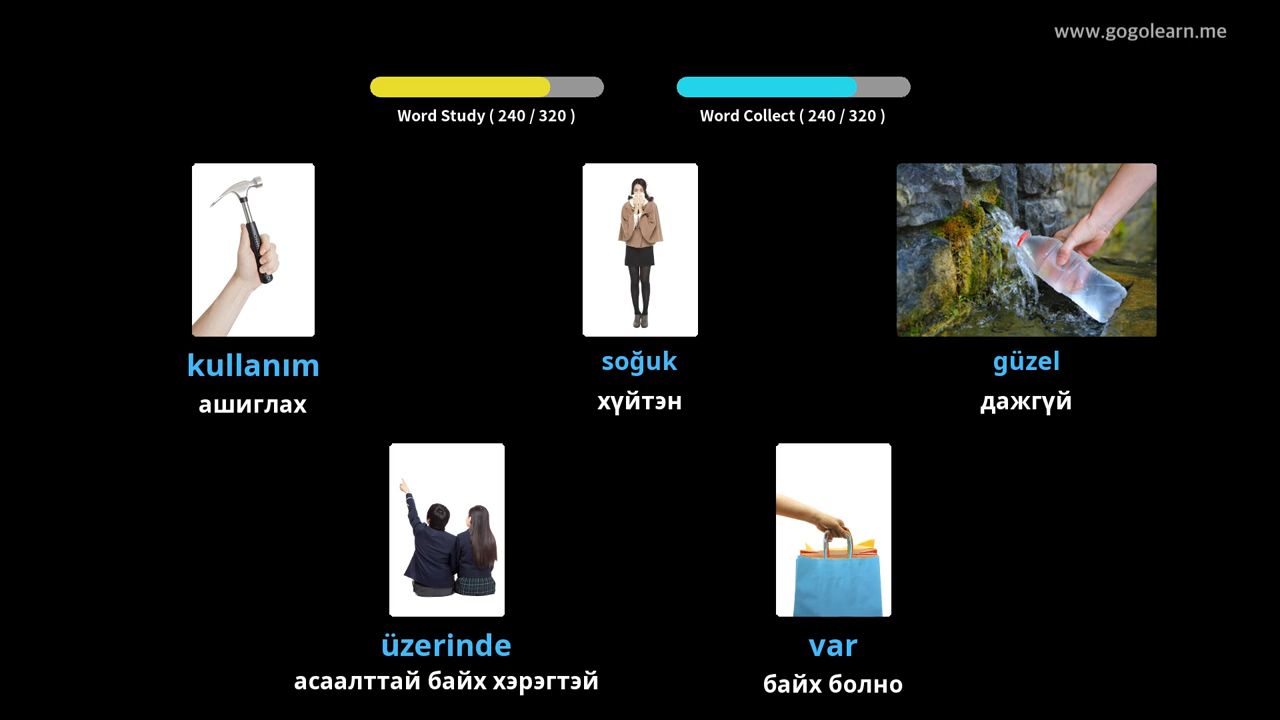 www.gogolearn.me
Word Study ( 240 / 320 )
Word Collect ( 240 / 320 )
kullanım
ашиглах
soğuk
хүйтэн
güzel
дажгүй
üzerinde
асаалттай байх хэрэгтэй
var
байх болно